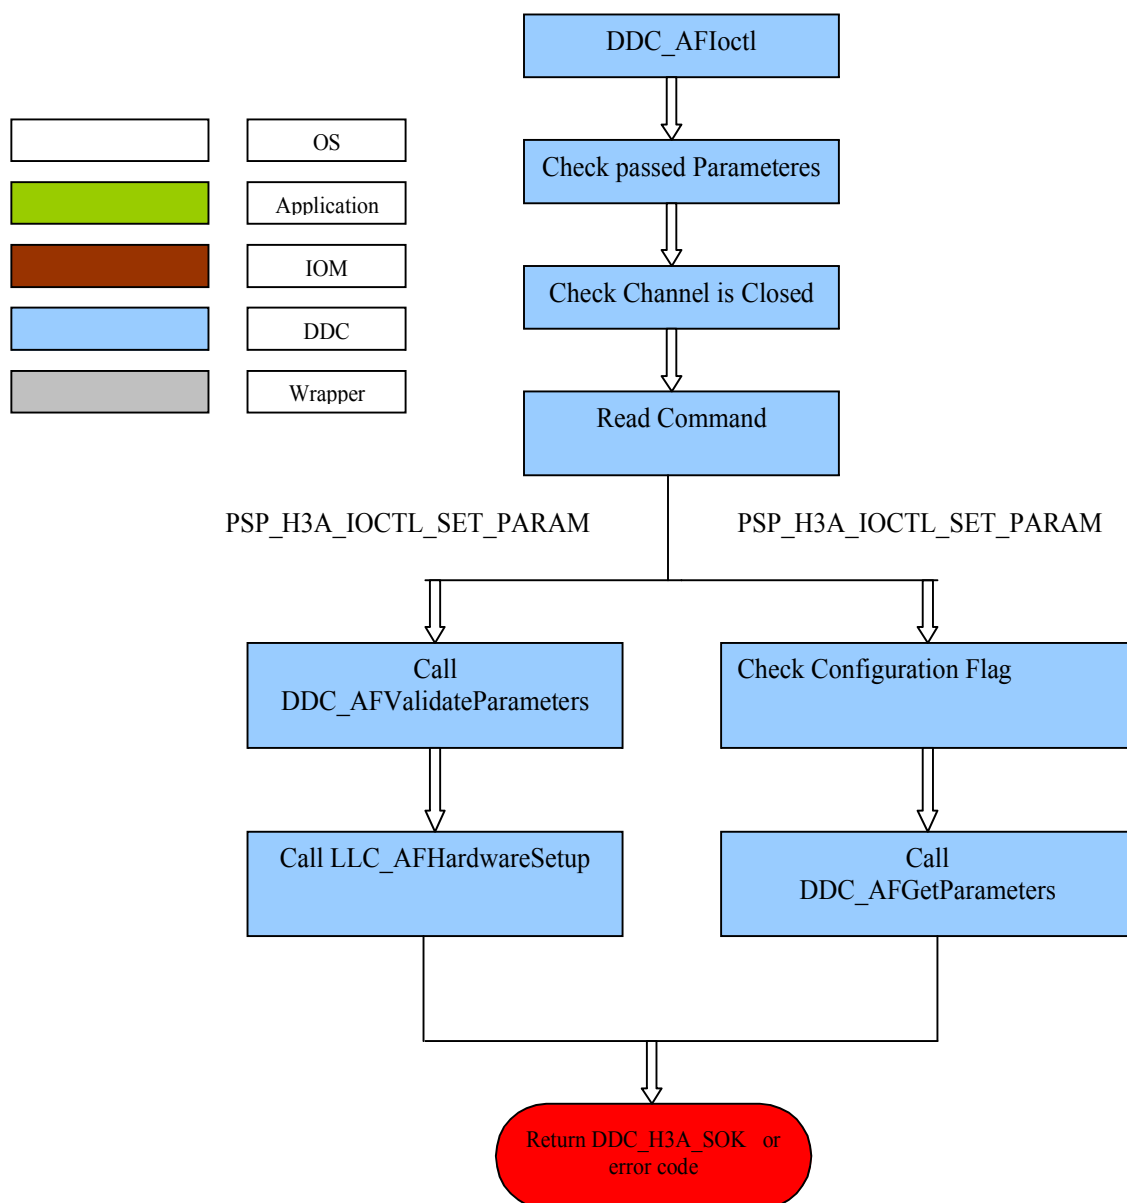 DDC_AFIoctl
OS
Check passed Parameteres
Application
IOM
Check Channel is Closed
DDC
Wrapper
Read Command
PSP_H3A_IOCTL_SET_PARAM
PSP_H3A_IOCTL_SET_PARAM
Call
DDC_AFValidateParameters
Check Configuration Flag
Call LLC_AFHardwareSetup
Call
DDC_AFGetParameters
Return DDC_H3A_SOK or
error code